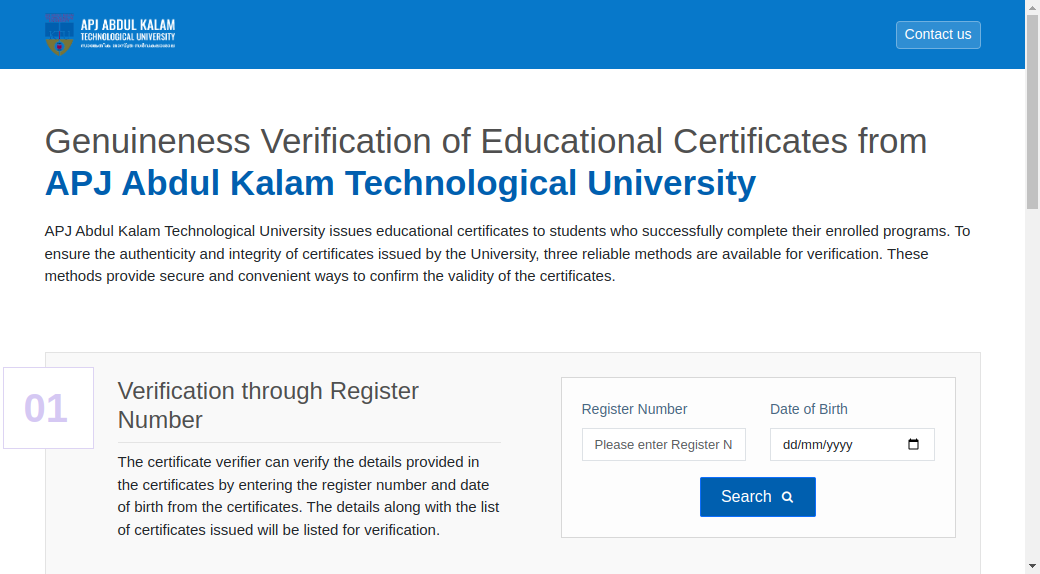 APJ ABDUL KALAM
TECHNOLOGICAL UNIVERSITY
Contact us
Genuineness Verification of Educational Certificates from
APJ Abdul Kalam Technological University
APJ Abdul Kalam Technological University issues educational certificates to students who successfully complete their enrolled programs. To
ensure the authenticity and integrity of certificates issued by the University, three reliable methods are available for verification. These
methods provide secure and convenient ways to confirm the validity of the certificates.
01
Verification through Register
Number
The certificate verifier can verify the details provided in
the certificates by entering the register number and date
of birth from the certificates. The details along with the list
of certificates issued will be listed for verification.
Register Number
Date of Birth
Please enter Register N
dd/mm/yyyy
Search